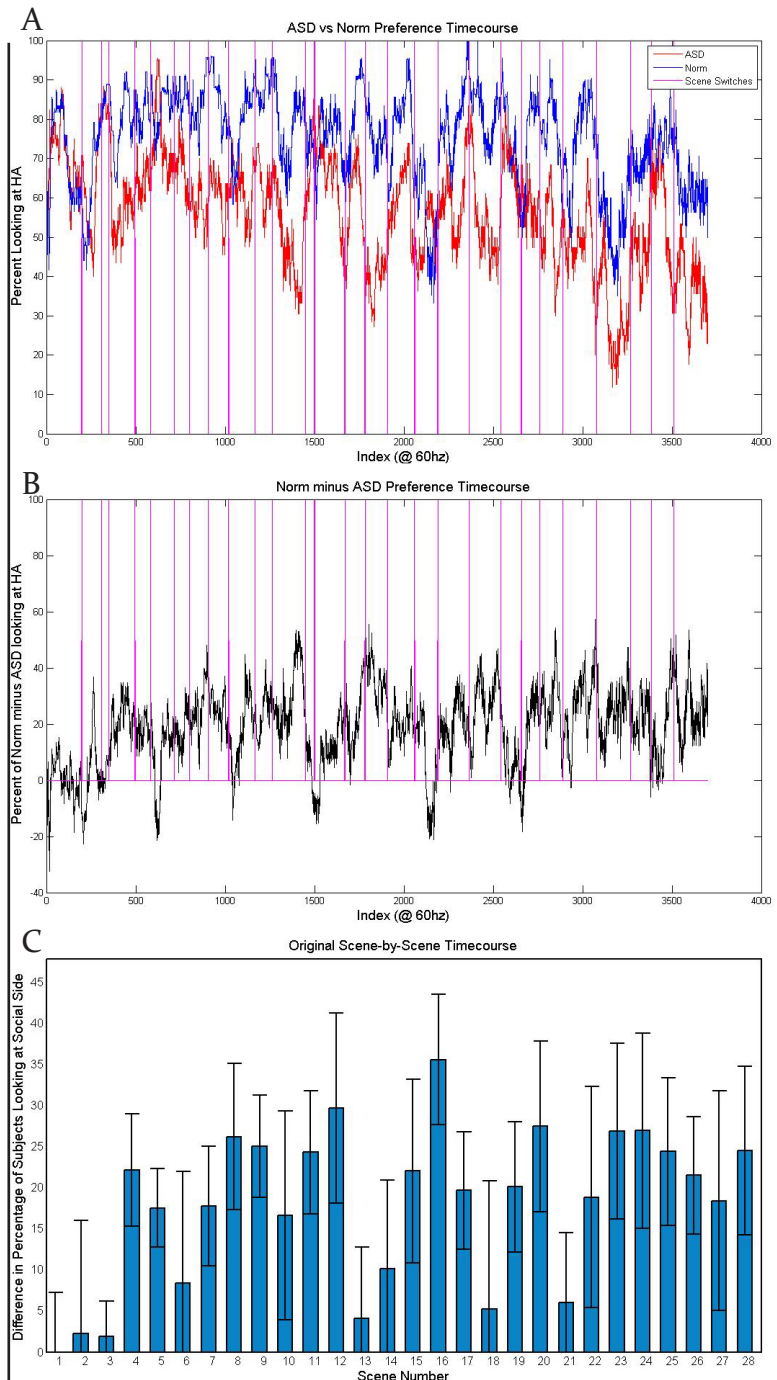 A
ASD vs Norm Preference Timecourse
Percent Looking at HA
100
90
80
70
60
50
40
30
20
10
0
ASD
Norm
Scene Switches
0 500 1000 1500 2000 2500 3000 3500 4000
Index (@ 60hz)
B
Norm minus ASD Preference Timecourse
Percent of Norm minus ASD looking at HA
100
80
60
40
20
0
-20
-40
0 500 1000 1500 2000 2500 3000 3500 4000
Index (@ 60hz)
C
Original Scene-by-Scene Timecourse
Difference in Percentage of Subjects Looking at Social Side
45
40
35
30
25
20
15
10
5
0
1 2 3 4 5 6 7 8 9 10 11 12 13 14 15 16 17 18 19 20 21 22 23 24 25 26 27 28
Scene Number